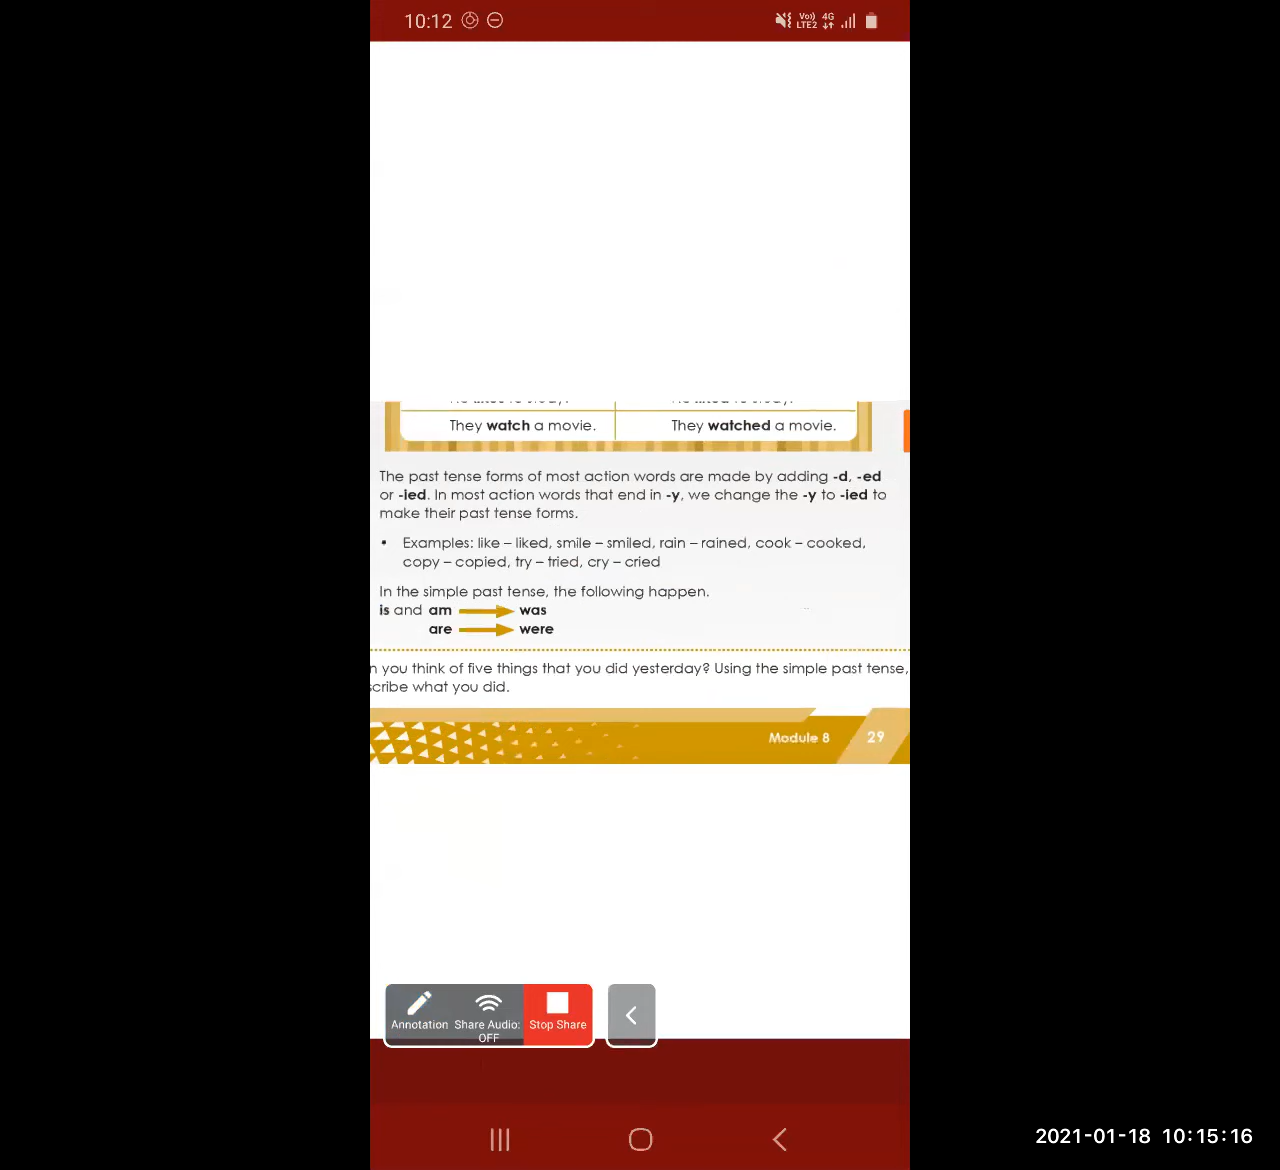 10:12
Vo)) 4G
LTE2
They watch a movie. They watched a movie.
The past tense forms of most action words are made by adding -d, -ed
or -ied. In most action words that end in -y, we change the -y to -ied to
make their past tense forms.
• Examples: like – liked, smile – smiled, rain – rained, cook – cooked,
copy – copied, try – tried, cry – cried
In the simple past tense, the following happen.
is and am was
are were
n you think of five things that you did yesterday? Using the simple past tense,
scribe what you did.
Module 8 29
Annotation Share Audio: OFF Stop Share
2021-01-18 10:15:16